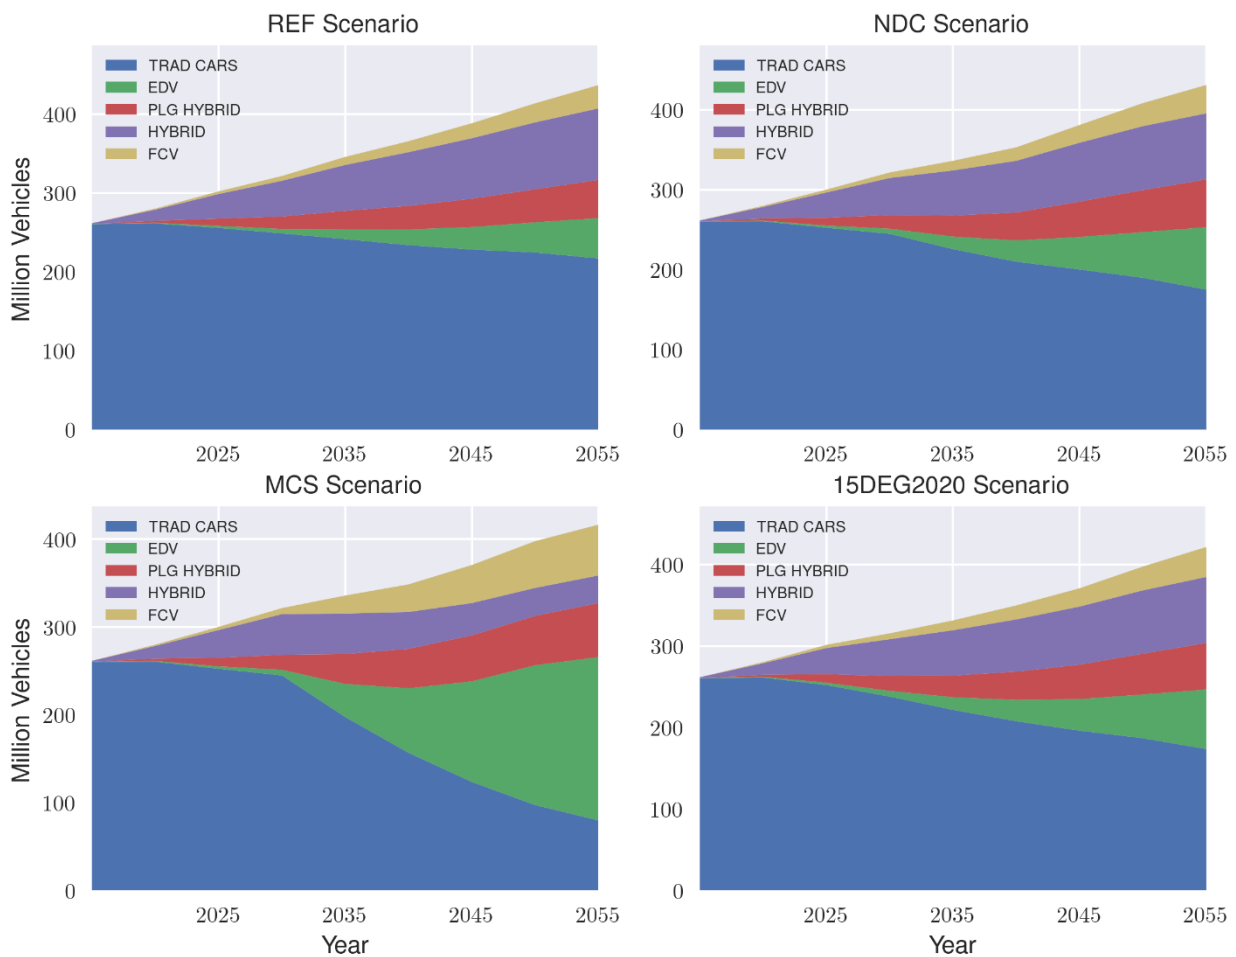 REF Scenario
TRAD CARS
EDV
PLG HYBRID
HYBRID
FCV
Million Vehicles
400
300
200
100
0
2025
2035
2045
2055
NDC Scenario
TRAD CARS
EDV
PLG HYBRID
HYBRID
FCV
400
300
200
100
0
2025
2035
2045
2055
MCS Scenario
TRAD CARS
EDV
PLG HYBRID
HYBRID
FCV
Million Vehicles
400
300
200
100
0
2025
2035
2045
2055
Year
15DEG2020 Scenario
TRAD CARS
EDV
PLG HYBRID
HYBRID
FCV
400
300
200
100
0
2025
2035
2045
2055
Year